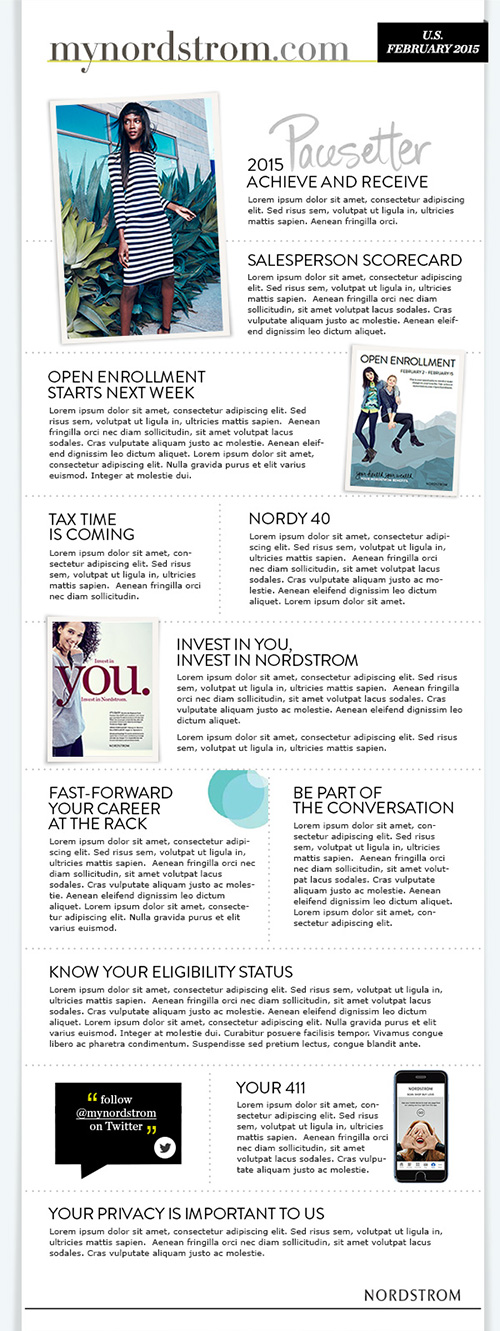 mynordstrom.com
U.S.
FEBRUARY 2015
Pacesetter
2015
ACHIEVE AND RECEIVE
Lorem ipsum dolor sit amet, consectetur adipiscing
elit. Sed risus sem, volutpat ut ligula in, ultricies
mattis sapien. Aenean fringilla orci.
SALESPERSON SCORECARD
Lorem ipsum dolor sit amet, consectetur adipiscing
elit. Sed risus sem, volutpat ut ligula in, ultricies
mattis sapien.  Aenean fringilla orci nec diam
sollicitudin, sit amet volutpat lacus sodales. Cras
vulputate aliquam justo ac molestie. Aenean eleif-
end dignissim leo dictum aliquet.
OPEN ENROLLMENT
STARTS NEXT WEEK
Lorem ipsum dolor sit amet, consectetur adipiscing elit. Sed
risus sem, volutpat ut ligula in, ultricies mattis sapien.  Aenean
fringilla orci nec diam sollicitudin, sit amet volutpat lacus
sodales. Cras vulputate aliquam justo ac molestie. Aenean eleif-
end dignissim leo dictum aliquet. Lorem ipsum dolor sit amet,
consectetur adipiscing elit. Nulla gravida purus et elit varius
euismod. Integer at molestie dui.
OPEN ENROLLMENT
FEBRUARY 2 - FEBRUARY 15
NORDSTROM
TAX TIME
IS COMING
Lorem ipsum dolor sit amet, con-
sectetur adipiscing elit. Sed risus
sem, volutpat ut ligula in, ultricies
mattis sapien.  Aenean fringilla orci
nec diam sollicitudin.
NORDY 40
Lorem ipsum dolor sit amet, consectetur adipi-
scing elit. Sed risus sem, volutpat ut ligula in,
ultricies mattis sapien.  Aenean fringilla orci
nec diam sollicitudin, sit amet volutpat lacus
sodales. Cras vulputate aliquam justo ac mo-
lestie. Aenean eleifend dignissim leo dictum
aliquet. Lorem ipsum dolor sit amet.
Invest in
you.
Invest in Nordstrom.
NORDSTROM
INVEST IN YOU,
INVEST IN NORDSTROM
Lorem ipsum dolor sit amet, consectetur adipiscing elit. Sed risus
sem, volutpat ut ligula in, ultricies mattis sapien.  Aenean fringilla
orci nec diam sollicitudin, sit amet volutpat lacus sodales. Cras
vulputate aliquam justo ac molestie. Aenean eleifend dignissim leo
dictum aliquet.
Lorem ipsum dolor sit amet, consectetur adipiscing elit. Sed risus
sem, volutpat ut ligula in, ultricies mattis sapien.
FAST-FORWARD
YOUR CAREER
AT THE RACK
Lorem ipsum dolor sit amet, consectetur adipi-
scing elit. Sed risus sem, volutpat ut ligula in,
ultricies mattis sapien.  Aenean fringilla orci nec
diam sollicitudin, sit amet volutpat lacus
sodales. Cras vulputate aliquam justo ac moles-
tie. Aenean eleifend dignissim leo dictum
aliquet. Lorem ipsum dolor sit amet, consecte-
tur adipiscing elit. Nulla gravida purus et elit
varius euismod.
BE PART OF
THE CONVERSATION
Lorem ipsum dolor sit amet, con-
sectetur adipiscing elit. Sed risus
sem, volutpat ut ligula in, ultricies
mattis sapien.  Aenean fringilla orci
nec diam sollicitudin, sit amet volut-
pat lacus sodales. Cras vulputate
aliquam justo ac molestie. Aenean
eleifend dignissim leo dictum
aliquet. Lorem ipsum dolor sit amet,
consectetur adipiscing elit.
KNOW YOUR ELIGIBILITY STATUS
Lorem ipsum dolor sit amet, consectetur adipiscing elit. Sed risus sem, volutpat ut ligula in,
ultricies mattis sapien.  Aenean fringilla orci nec diam sollicitudin, sit amet volutpat lacus
sodales. Cras vulputate aliquam justo ac molestie. Aenean eleifend dignissim leo dictum
aliquet. Lorem ipsum dolor sit amet, consectetur adipiscing elit. Nulla gravida purus et elit
varius euismod. Integer at molestie dui. Curabitur posuere facilisis tempor. Vivamus congue
libero ac pharetra condimentum. Suspendisse sed pretium lectus, congue blandit ante.
“ follow
@mynordstrom
on Twitter ”
YOUR 411
Lorem ipsum dolor sit amet, con-
sectetur adipiscing elit. Sed risus
sem, volutpat ut ligula in, ultricies
mattis sapien.  Aenean fringilla orci
nec diam sollicitudin, sit amet
volutpat lacus sodales. Cras vulpu-
tate aliquam justo ac molestie.
NORDSTROM
YOUR PRIVACY IS IMPORTANT TO US
Lorem ipsum dolor sit amet, consectetur adipiscing elit. Sed risus sem, volutpat ut ligula in,
ultricies mattis sapien.  Aenean fringilla orci nec diam sollicitudin, sit amet volutpat lacus
sodales. Cras vulputate aliquam justo ac molestie.
NORDSTROM